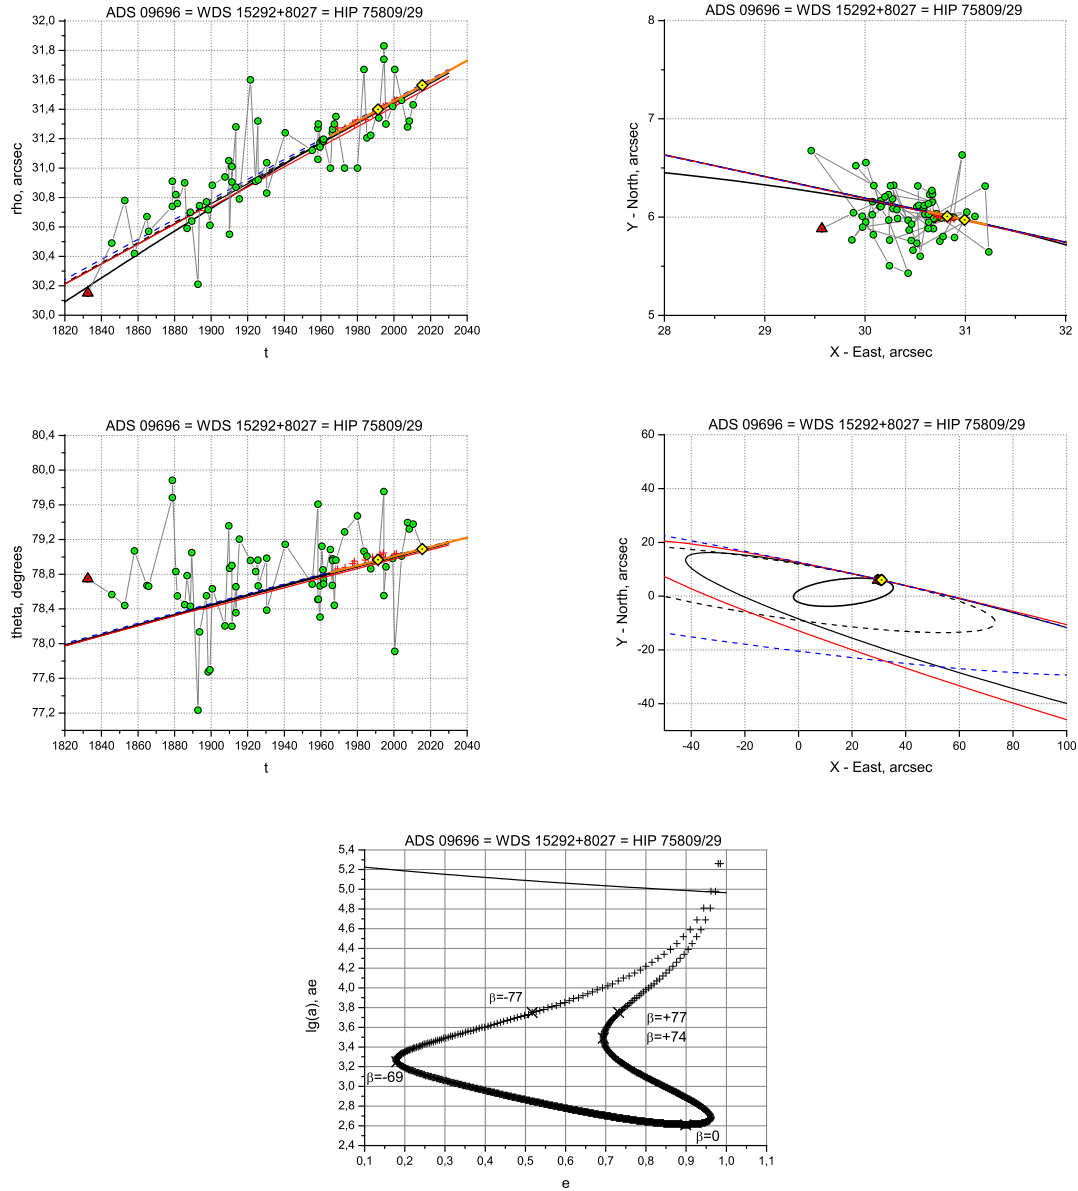 ADS 09696 = WDS 15292+8027 = HIP 75809/29
rho, arcsec
32,0
31,8
31,6
31,4
31,2
31,0
30,8
30,6
30,4
30,2
30,0
1820 1840 1860 1880 1900 1920 1940 1960 1980 2000 2020 2040
t
ADS 09696 = WDS 15292+8027 = HIP 75809/29
Y - North, arcsec
8
7
6
5
28 29 30 31 32
X - East, arcsec
ADS 09696 = WDS 15292+8027 = HIP 75809/29
theta, degrees
80,4
80,0
79,6
79,2
78,8
78,4
78,0
77,6
77,2
1820 1840 1860 1880 1900 1920 1940 1960 1980 2000 2020 2040
t
ADS 09696 = WDS 15292+8027 = HIP 75809/29
Y - North, arcsec
60
40
20
0
-20
-40
-40 -20 0 20 40 60 80 100
X - East, arcsec
ADS 09696 = WDS 15292+8027 = HIP 75809/29
lg(a), ae
5,4
5,2
5,0
4,8
4,6
4,4
4,2
4,0
3,8
3,6
3,4
3,2
3,0
2,8
2,6
2,4
β=-77
β=+77
β=+74
β=-69
β=0
0,1 0,2 0,3 0,4 0,5 0,6 0,7 0,8 0,9 1,0 1,1
e